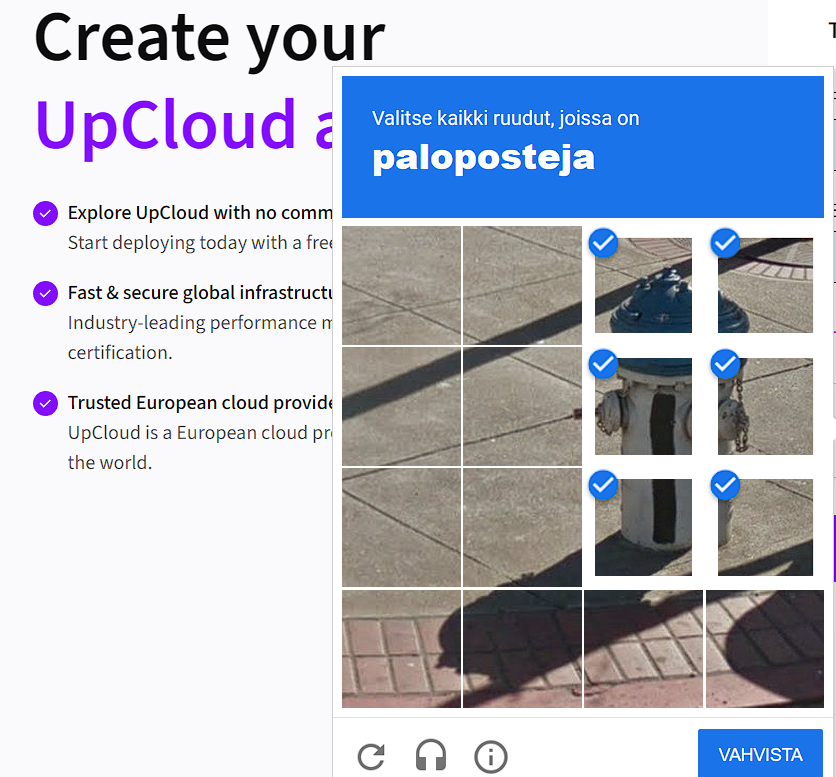 Create your
UpCloud a
Explore UpCloud with no comm
Start deploying today with a free
Fast & secure global infrastructu
Industry-leading performance m
certification.
Trusted European cloud provide
UpCloud is a European cloud pr
the world.
Valitse kaikki ruudut, joissa on
paloposteja
VAHVISTA